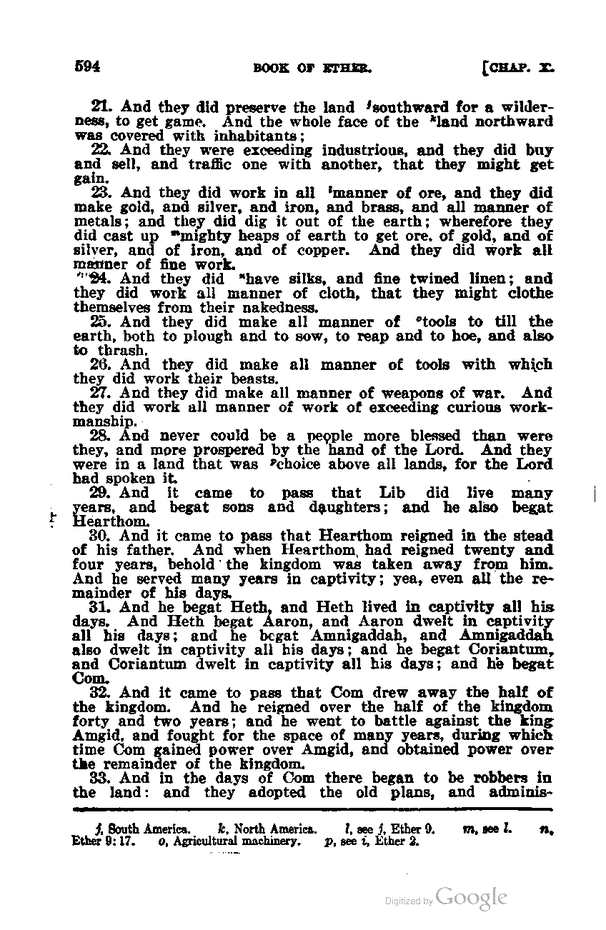 594 BOOK OF ETHER. [CHAP. X.
21. And they did preserve the land ʲsouthward for a wilder-
ness, to get game. And the whole face of the ᵏland northward
was covered with inhabitants;
22. And they were exceeding industrious, and they did buy
and sell, and traffic one with another, that they might get
gain.
23. And they did work in all ˡmanner of ore, and they did
make gold, and silver, and iron, and brass, and all manner of
metals; and they did dig it out of the earth; wherefore they
did cast up ᵐmighty heaps of earth to get ore, of gold, and of
silver, and of iron, and of copper. And they did work all
manner of fine work.
24. And they did ⁿhave silks, and fine twined linen; and
they did work all manner of cloth, that they might clothe
themselves from their nakedness.
25. And they did make all manner of ᵒtools to till the
earth, both to plough and to sow, to reap and to hoe, and also
to thrash.
26. And they did make all manner of tools with which
they did work their beasts.
27. And they did make all manner of weapons of war. And
they did work all manner of work of exceeding curious work-
manship.
28. And never could be a people more blessed than were
they, and more prospered by the hand of the Lord. And they
were in a land that was ᵖchoice above all lands, for the Lord
had spoken it.
29. And it came to pass that Lib did live many
years, and begat sons and daughters; and he also begat
Hearthom.
30. And it came to pass that Hearthom reigned in the stead
of his father. And when Hearthom had reigned twenty and
four years, behold the kingdom was taken away from him.
And he served many years in captivity; yea, even all the re-
mainder of his days.
31. And he begat Heth, and Heth lived in captivity all his
days. And Heth begat Aaron, and Aaron dwelt in captivity
all his days; and he begat Amnigaddah, and Amnigaddah
also dwelt in captivity all his days; and he begat Coriantum,
and Coriantum dwelt in captivity all his days; and he begat
Com.
32. And it came to pass that Com drew away the half of
the kingdom. And he reigned over the half of the kingdom
forty and two years; and he went to battle against the king
Amgid, and fought for the space of many years, during which
time Com gained power over Amgid, and obtained power over
the remainder of the kingdom.
33. And in the days of Com there began to be robbers in
the land: and they adopted the old plans, and adminis-
j, South America. k, North America. l, see j, Ether 9. m, see l. n,
Ether 9:17. o, Agricultural machinery. p, see i, Ether 2.
Digitized by Google